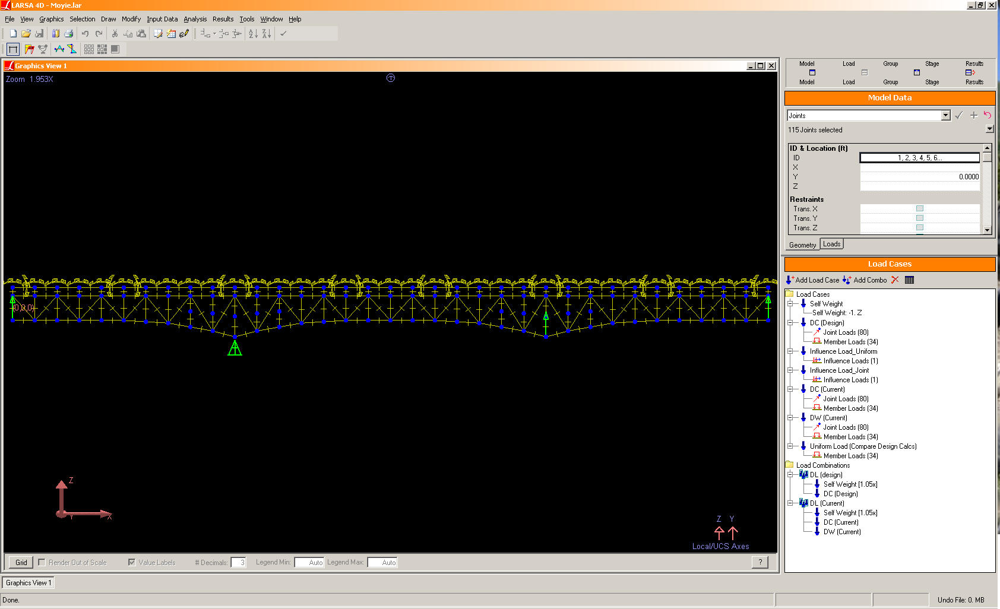 LARSA 4D - Moyie.lar
File View Graphics Selection Draw Modify Input Data Analysis Results Tools Window Help
Graphics View 1
Zoom 1.953X
(0,0,0)
Z
Y
X
Z Y
Local/UCS Axes
Grid Render Out of Scale Value Labels # Decimals: 3 Legend Min: Auto Legend Max: Auto ?
Graphics View 1
Done.
Model Load Group Stage Results
Model Load Group Stage Results
Model Data
Joints
115 Joints selected
ID & Location (ft)
ID 1, 2, 3, 4, 5, 6...
X
Y 0.0000
Z
Restraints
Trans. X
Trans. Y
Trans. Z
Geometry Loads
Load Cases
Add Load Case Add Combo
Load Cases
Self Weight
Self Weight: -1. Z
DC (Design)
Joint Loads (80)
Member Loads (34)
Influence Load_Uniform
Influence Loads (1)
Influence Load_Joint
Influence Loads (1)
DC (Current)
Joint Loads (80)
Member Loads (34)
DW (Current)
Joint Loads (80)
Member Loads (34)
Uniform Load (Compare Design Calcs)
Member Loads (34)
Load Combinations
DL (design)
Self Weight [1.05x]
DC (Design)
DL (Current)
Self Weight [1.05x]
DC (Current)
DW (Current)
Undo File: 0. MB